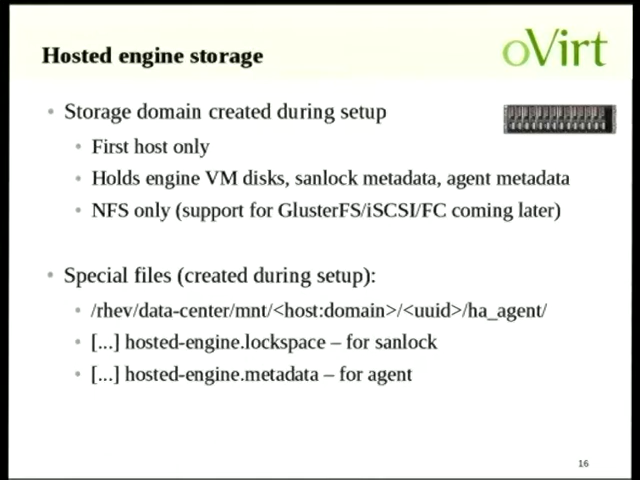 oVirt
Hosted engine storage
• Storage domain created during setup
• First host only
• Holds engine VM disks, sanlock metadata, agent metadata
• NFS only (support for GlusterFS/iSCSI/FC coming later)
• Special files (created during setup):
• /rhev/data-center/mnt/<host:domain>/<uuid>/ha_agent/
• [...] hosted-engine.lockspace – for sanlock
• [...] hosted-engine.metadata – for agent
16